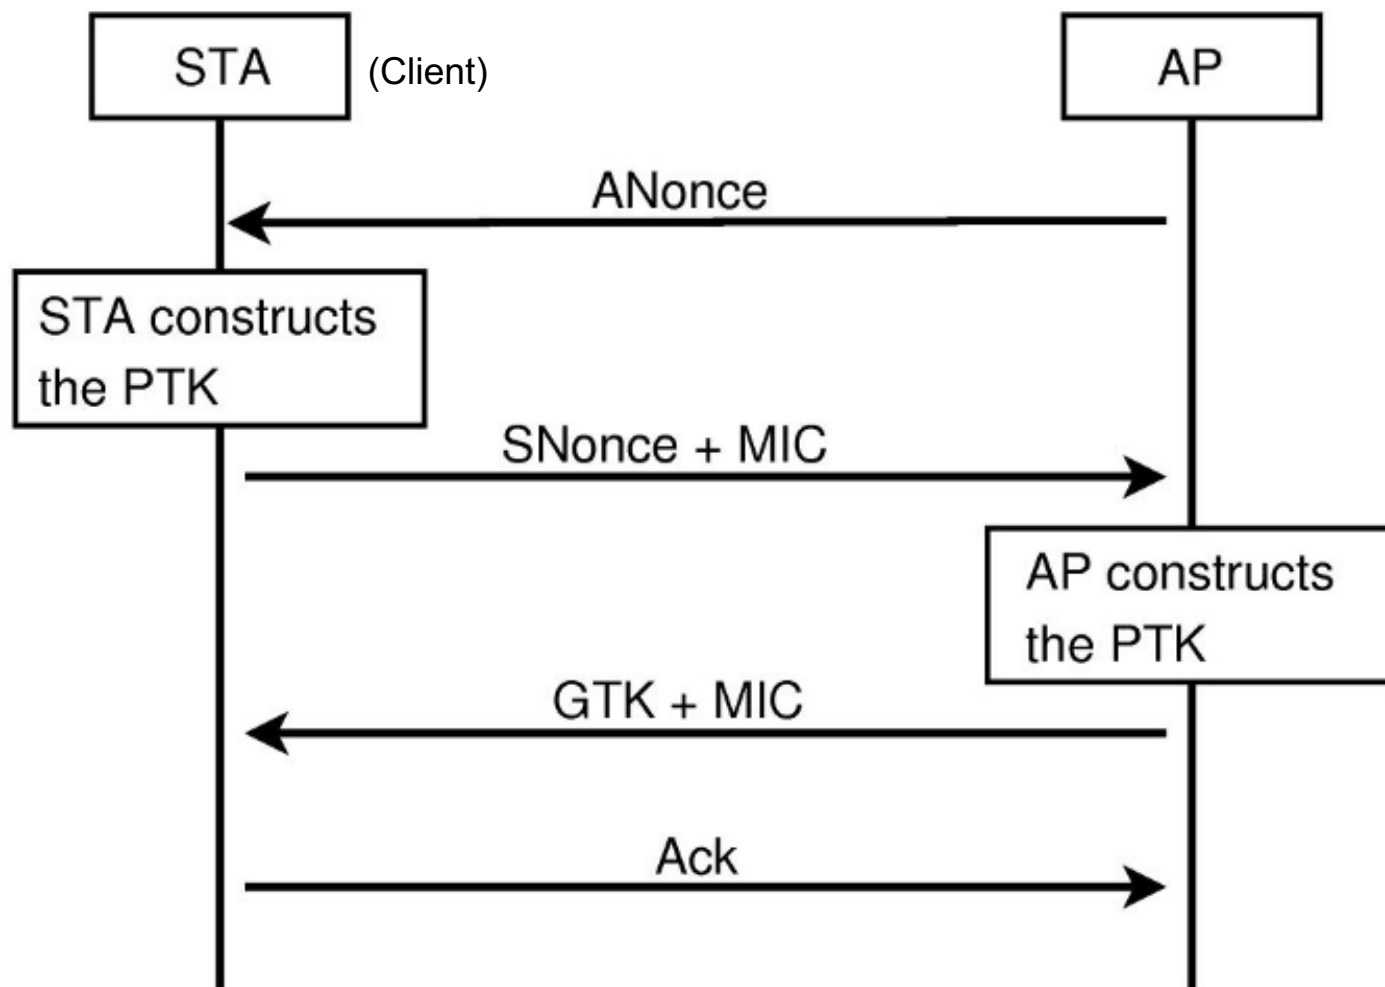 STA
(Client)
AP
ANonce
STA constructs
the PTK
SNonce + MIC
AP constructs
the PTK
GTK + MIC
Ack